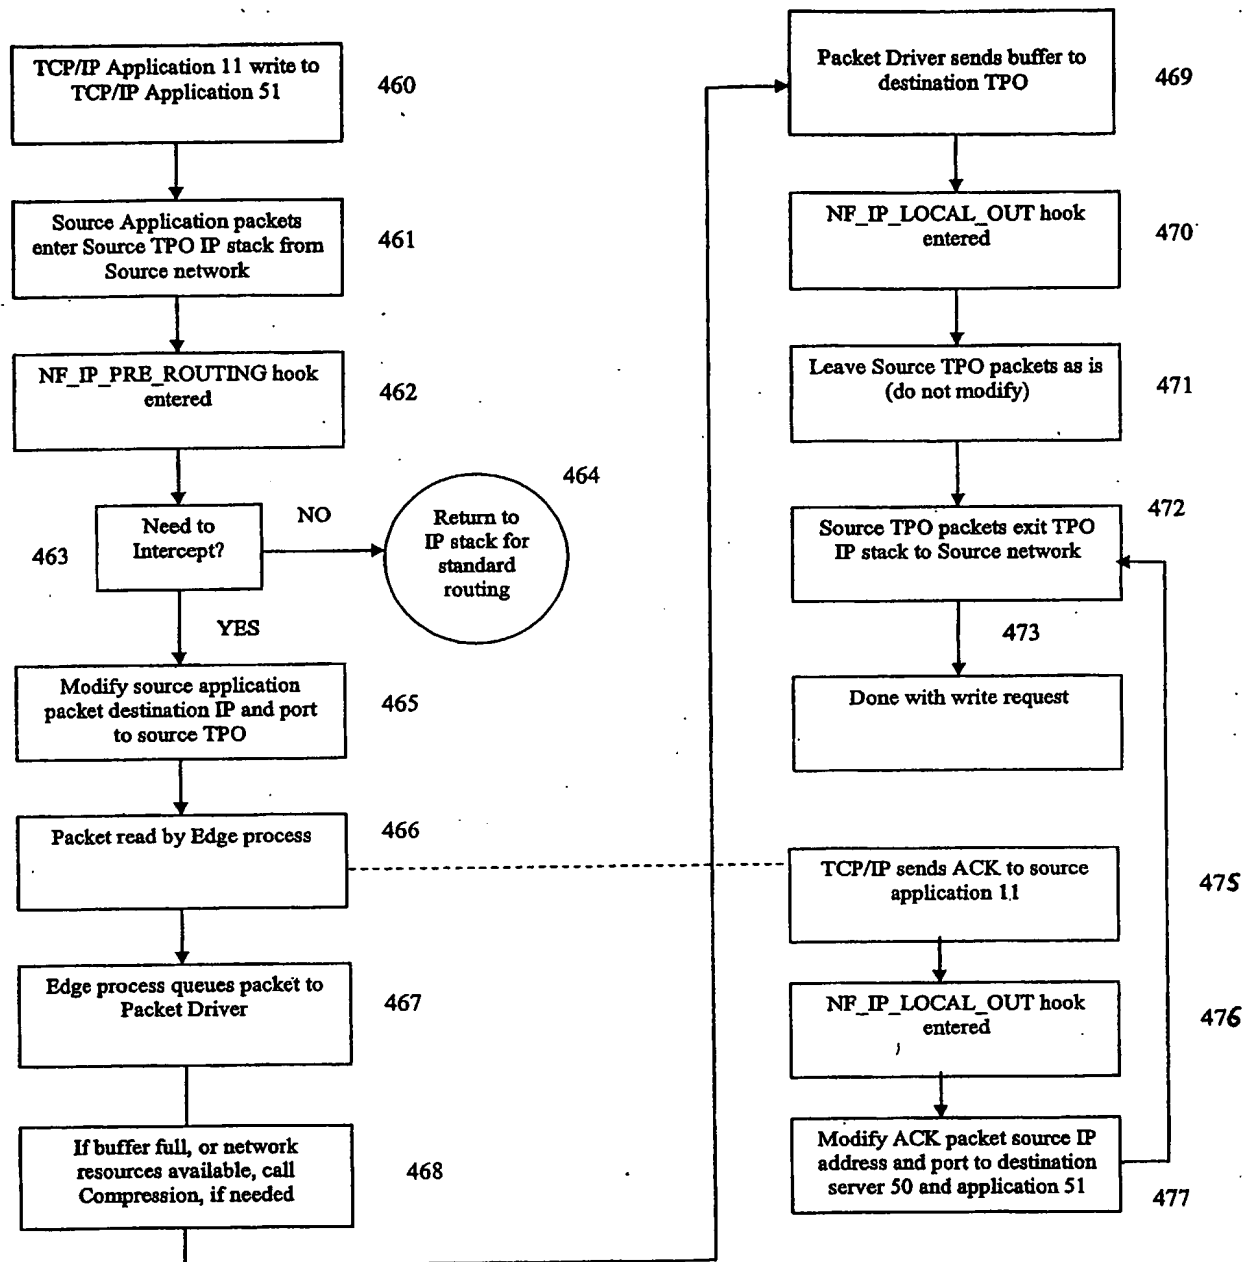 TCP/IP Application 11 write to
TCP/IP Application 51
460
Source Application packets
enter Source TPO IP stack from
Source network
461
NF_IP_PRE_ROUTING hook
entered
462
Need to
Intercept?
463
NO
Return to
IP stack for
standard
routing
464
YES
Modify source application
packet destination IP and port
to source TPO
465
Packet read by Edge process
466
Edge process queues packet to
Packet Driver
467
If buffer full, or network
resources available, call
Compression, if needed
468
Packet Driver sends buffer to
destination TPO
469
NF_IP_LOCAL_OUT hook
entered
470
Leave Source TPO packets as is
(do not modify)
471
Source TPO packets exit TPO
IP stack to Source network
472
473
Done with write request
TCP/IP sends ACK to source
application 11
475
NF_IP_LOCAL_OUT hook
entered
476
Modify ACK packet source IP
address and port to destination
server 50 and application 51
477